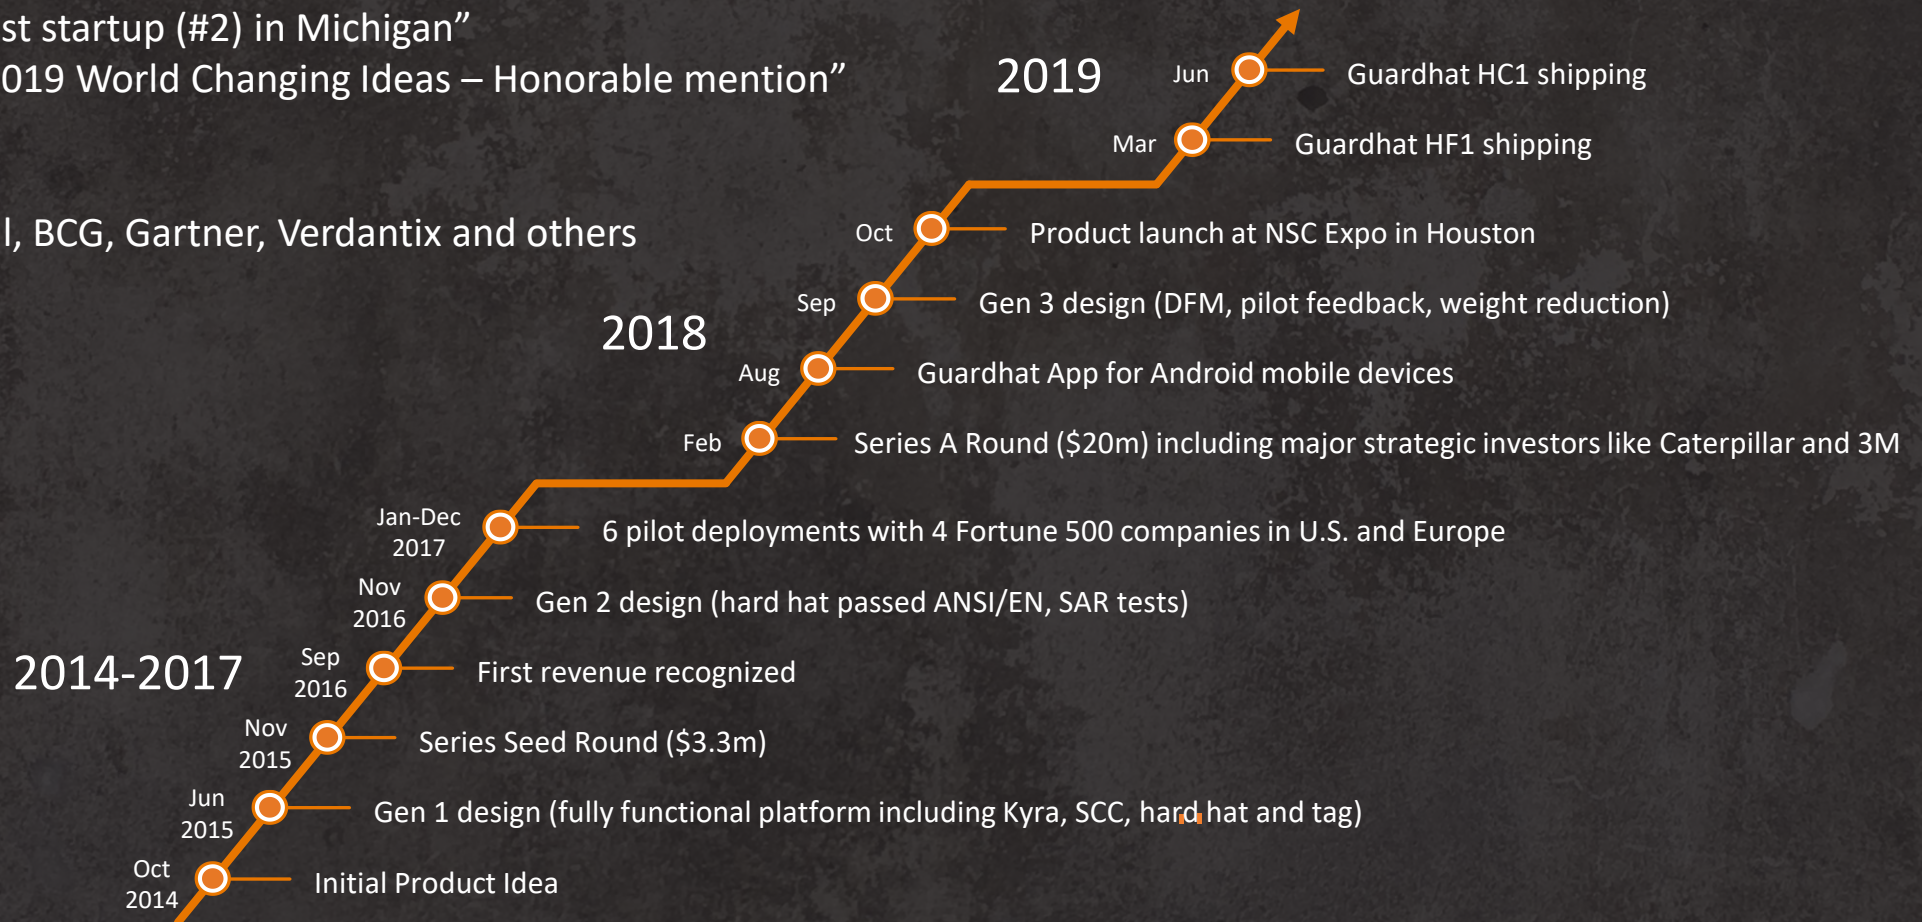 st startup (#2) in Michigan”
019 World Changing Ideas – Honorable mention”
l, BCG, Gartner, Verdantix and others
2019
Jun
Guardhat HC1 shipping
Mar
Guardhat HF1 shipping
2018
Oct
Product launch at NSC Expo in Houston
Sep
Gen 3 design (DFM, pilot feedback, weight reduction)
Aug
Guardhat App for Android mobile devices
Feb
Series A Round ($20m) including major strategic investors like Caterpillar and 3M
2014-2017
Jan-Dec
2017
6 pilot deployments with 4 Fortune 500 companies in U.S. and Europe
Nov
2016
Gen 2 design (hard hat passed ANSI/EN, SAR tests)
Sep
2016
First revenue recognized
Nov
2015
Series Seed Round ($3.3m)
Jun
2015
Gen 1 design (fully functional platform including Kyra, SCC, hard hat and tag)
Oct
2014
Initial Product Idea